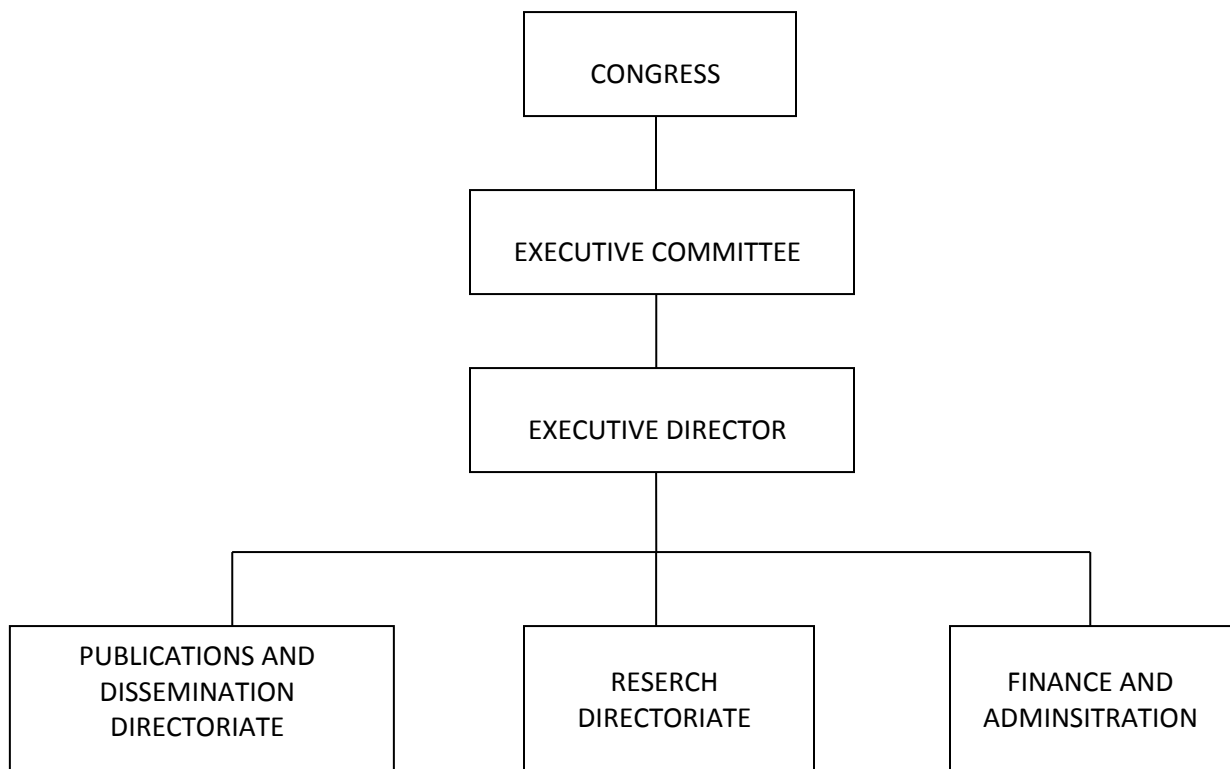 CONGRESS
EXECUTIVE COMMITTEE
EXECUTIVE DIRECTOR
PUBLICATIONS AND
DISSEMINATION
DIRECTORIATE
RESERCH
DIRECTORIATE
FINANCE AND
ADMINSITRATION